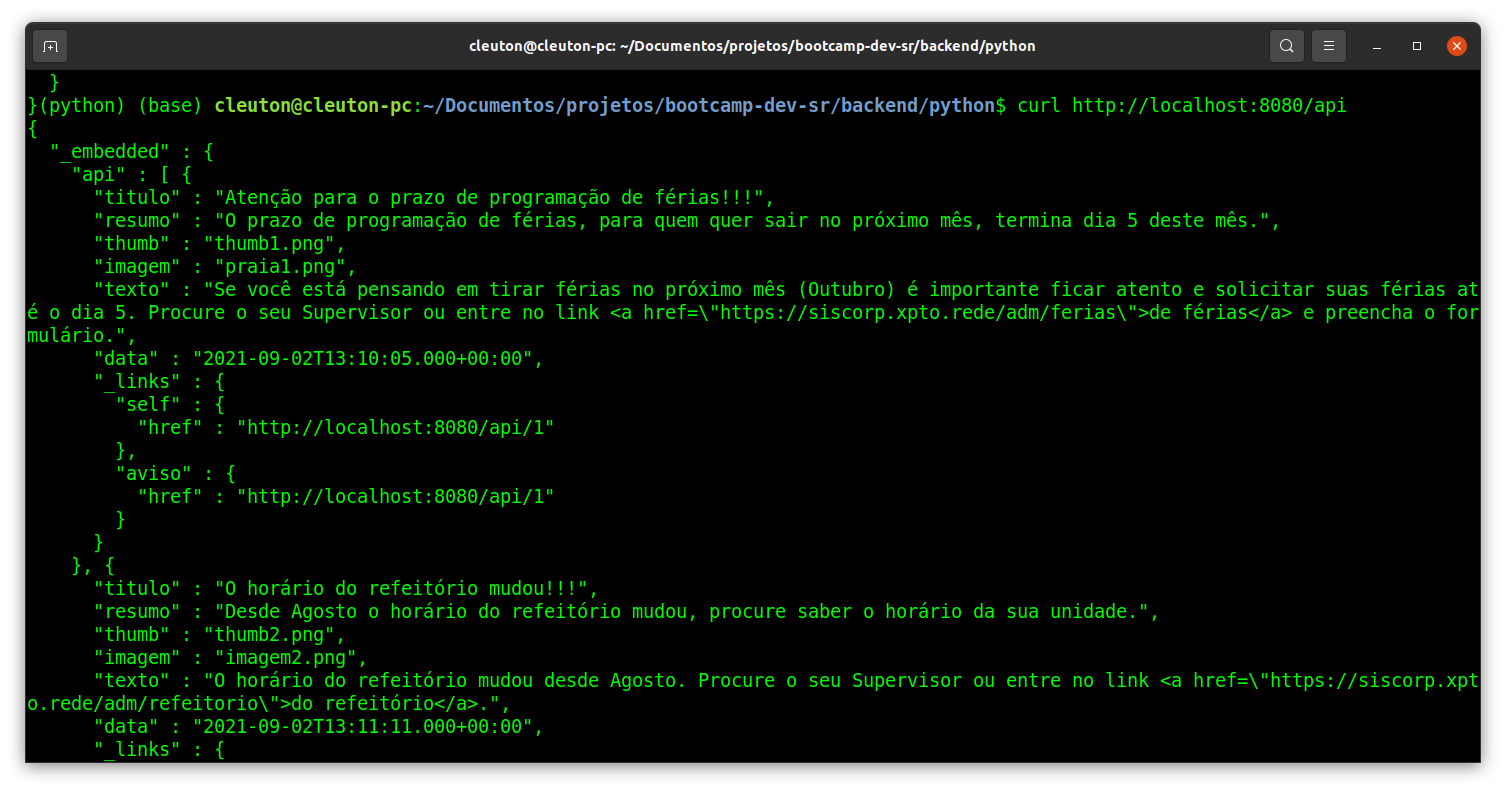 cleuton@cleuton-pc: ~/Documentos/projetos/bootcamp-dev-sr/backend/python
  }
}(python) (base) cleuton@cleuton-pc:~/Documentos/projetos/bootcamp-dev-sr/backend/python$ curl http://localhost:8080/api
{
  "_embedded" : {
    "api" : [ {
      "titulo" : "Atenção para o prazo de programação de férias!!!",
      "resumo" : "O prazo de programação de férias, para quem quer sair no próximo mês, termina dia 5 deste mês.",
      "thumb" : "thumb1.png",
      "imagem" : "praia1.png",
      "texto" : "Se você está pensando em tirar férias no próximo mês (Outubro) é importante ficar atento e solicitar suas férias at
é o dia 5. Procure o seu Supervisor ou entre no link <a href=\"https://siscorp.xpto.rede/adm/ferias\">de férias</a> e preencha o for
mulário.",
      "data" : "2021-09-02T13:10:05.000+00:00",
      "_links" : {
        "self" : {
          "href" : "http://localhost:8080/api/1"
        },
        "aviso" : {
          "href" : "http://localhost:8080/api/1"
        }
      }
    }, {
      "titulo" : "O horário do refeitório mudou!!!",
      "resumo" : "Desde Agosto o horário do refeitório mudou, procure saber o horário da sua unidade.",
      "thumb" : "thumb2.png",
      "imagem" : "imagem2.png",
      "texto" : "O horário do refeitório mudou desde Agosto. Procure o seu Supervisor ou entre no link <a href=\"https://siscorp.xpt
o.rede/adm/refeitorio\">do refeitório</a>.",
      "data" : "2021-09-02T13:11:11.000+00:00",
      "_links" : {